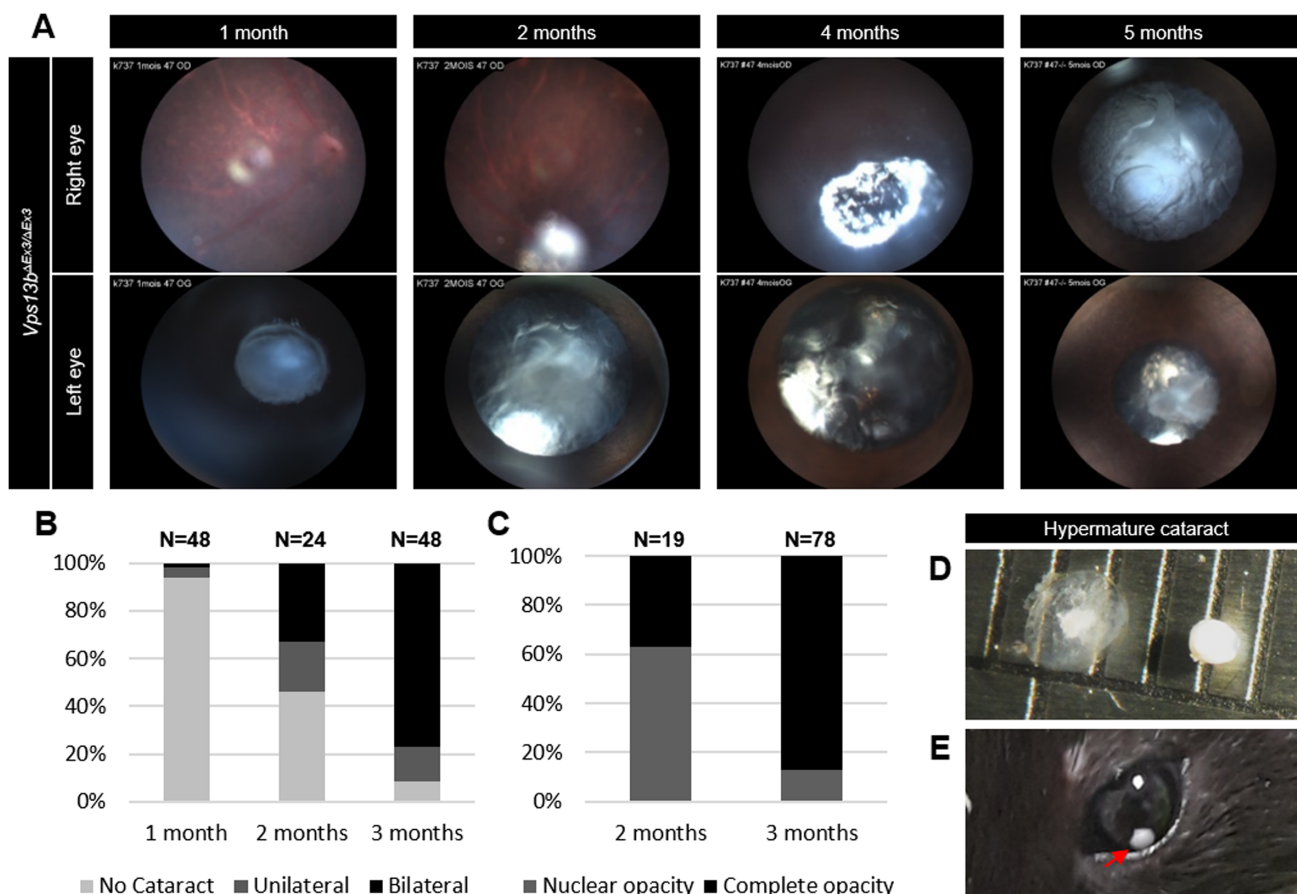 A
1 month
2 months
4 months
5 months
Vps13b^ΔEx3/ΔEx3
Right eye
k737 1mois 47 OD
K737 2MOIS 47 OD
K737 #47 4moisOD
K737 #47-/- 5mois OD
Left eye
k737 1mois 47 OG
K737 2MOIS 47 OG
K737 #47 4moisOG
K737 #47-/- 5mois OG
B
N=48
N=24
N=48
100%
80%
60%
40%
20%
0%
1 month
2 months
3 months
No Cataract
Unilateral
Bilateral
C
N=19
N=78
100%
80%
60%
40%
20%
0%
2 months
3 months
Nuclear opacity
Complete opacity
Hypermature cataract
D
E